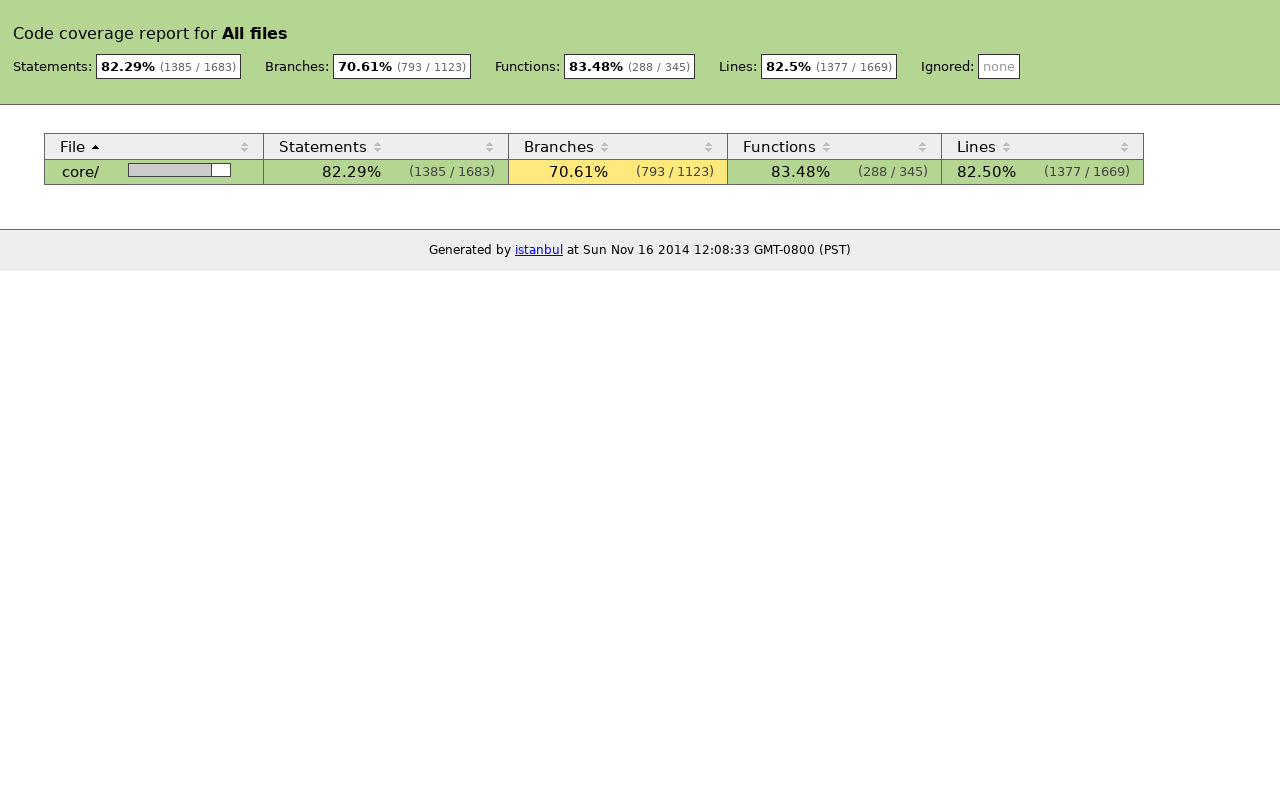 Code coverage report for All files
Statements: 82.29% (1385 / 1683) Branches: 70.61% (793 / 1123) Functions: 83.48% (288 / 345) Lines: 82.5% (1377 / 1669) Ignored: none
File Statements Branches Functions Lines
core/ 82.29% (1385 / 1683) 70.61% (793 / 1123) 83.48% (288 / 345) 82.50% (1377 / 1669)
Generated by istanbul at Sun Nov 16 2014 12:08:33 GMT-0800 (PST)